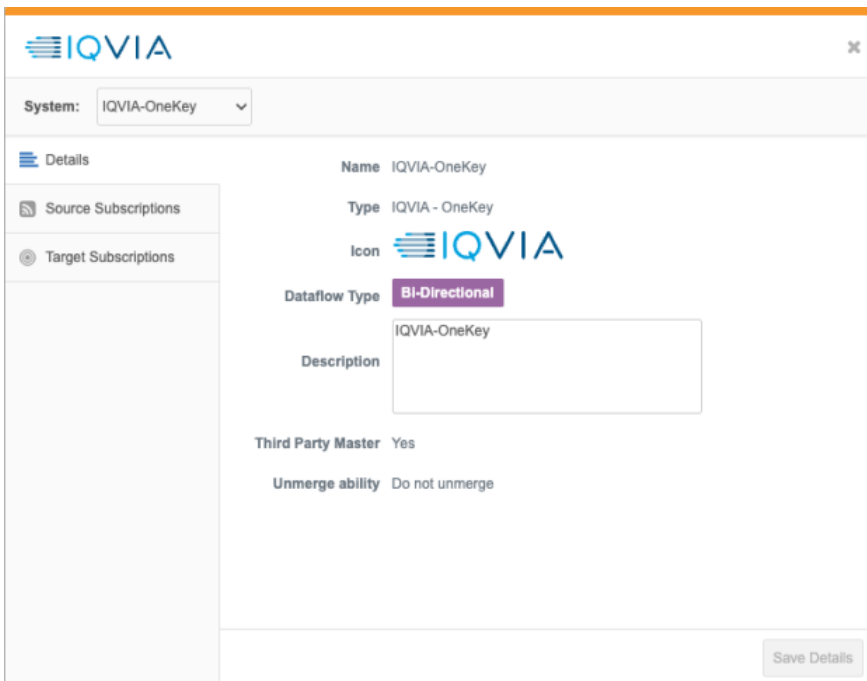 IQVIA
System: IQVIA-OneKey
Details
Source Subscriptions
Target Subscriptions
Name IQVIA-OneKey
Type IQVIA - OneKey
Icon IQVIA
Dataflow Type Bi-Directional
Description IQVIA-OneKey
Third Party Master Yes
Unmerge ability Do not unmerge
Save Details